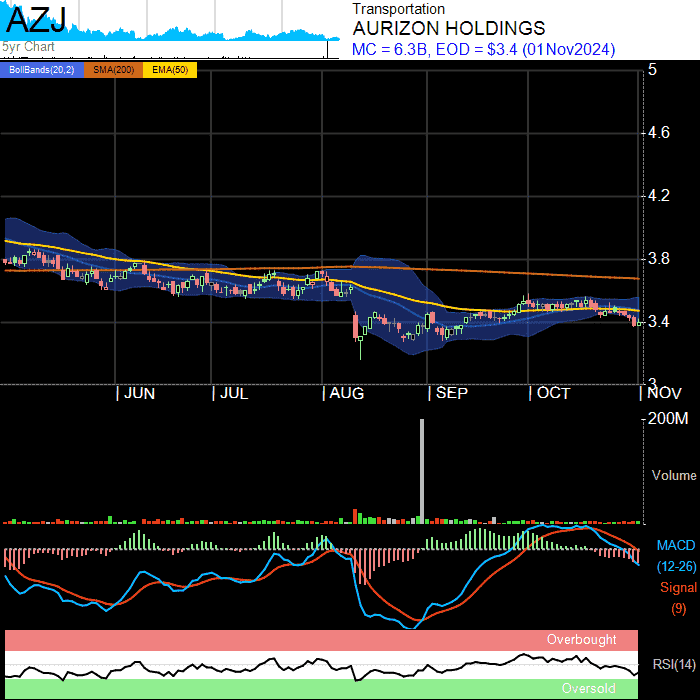 AZJ
5yr Chart
Transportation
AURIZON HOLDINGS
MC = 6.3B, EOD = $3.4 (01Nov2024)
BollBands(20,2) SMA(200) EMA(50)
5
4.6
4.2
3.8
3.4
3
JUN JUL AUG SEP OCT NOV
200M
Volume
MACD
(12-26)
Signal
(9)
Overbought
RSI(14)
Oversold